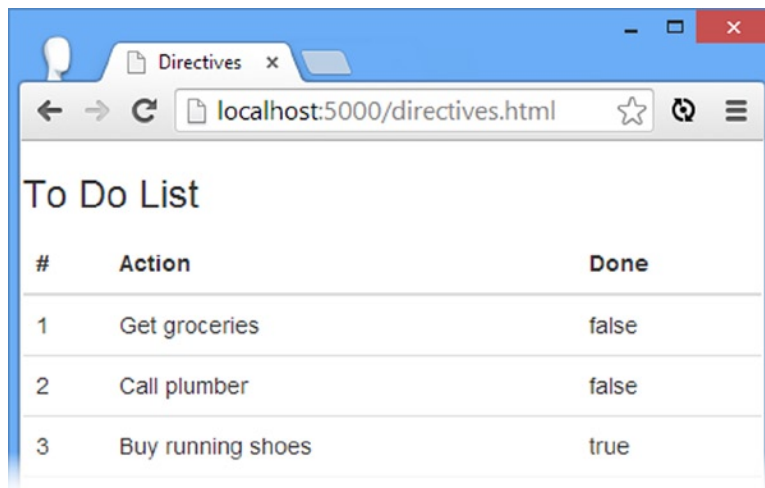 Directives
localhost:5000/directives.html
To Do List
# Action Done
1 Get groceries false
2 Call plumber false
3 Buy running shoes true